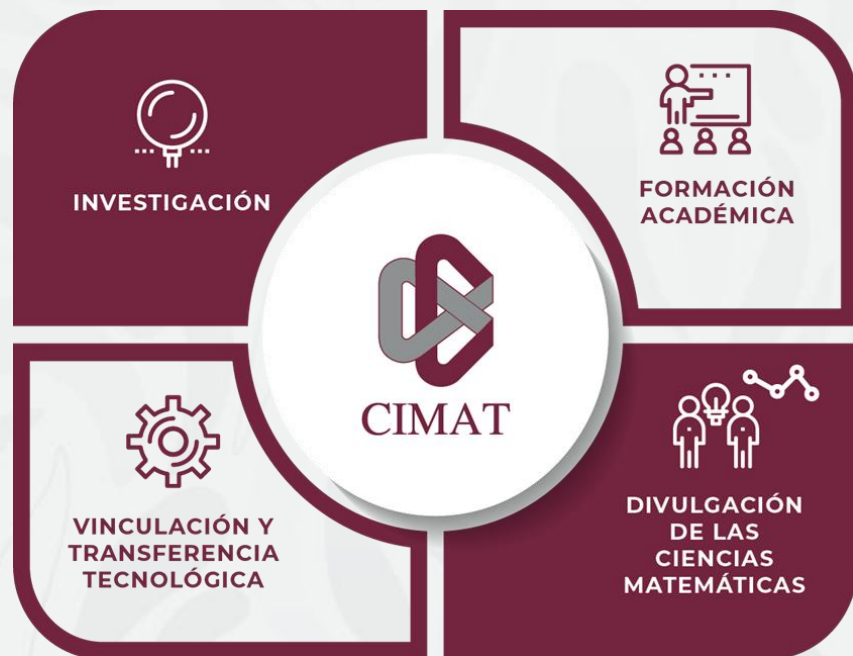 INVESTIGACIÓN
FORMACIÓN
ACADÉMICA
CIMAT
VINCULACIÓN Y
TRANSFERENCIA
TECNOLÓGICA
DIVULGACIÓN
DE LAS
CIENCIAS
MATEMÁTICAS